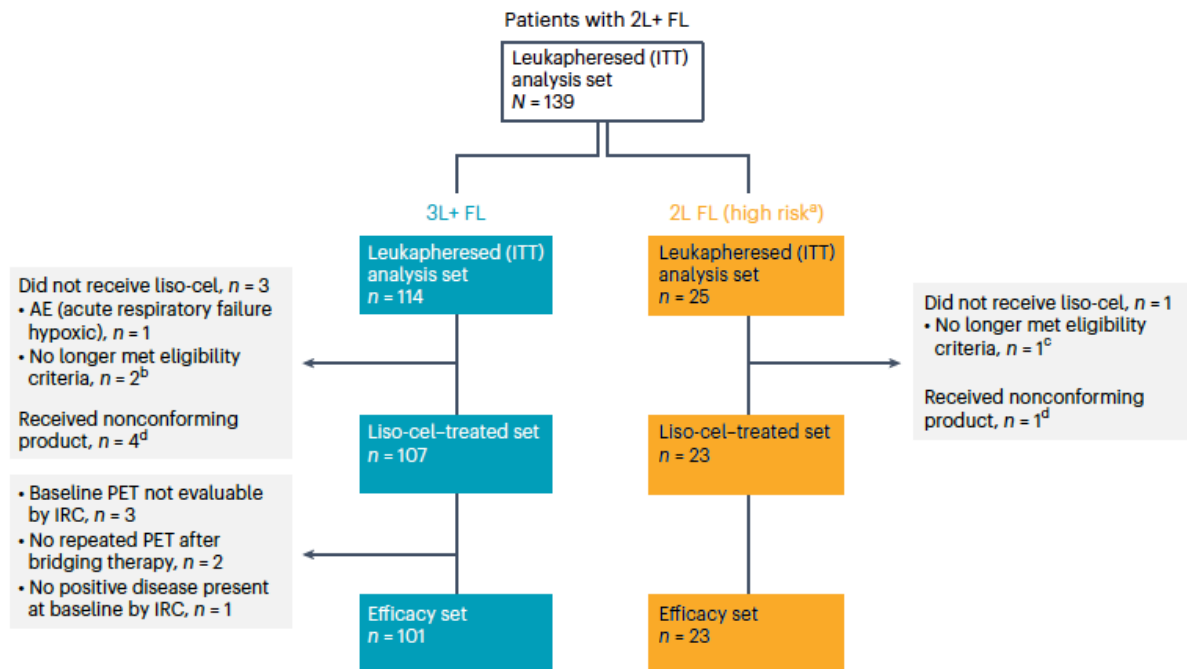 Patients with 2L+ FL
Leukapheresed (ITT)
analysis set
N = 139
3L+ FL
Leukapheresed (ITT)
analysis set
n = 114
Did not receive liso-cel, n = 3
• AE (acute respiratory failure
hypoxic), n = 1
• No longer met eligibility
criteria, n = 2b
Received nonconforming
product, n = 4d
Liso-cel–treated set
n = 107
• Baseline PET not evaluable
by IRC, n = 3
• No repeated PET after
bridging therapy, n = 2
• No positive disease present
at baseline by IRC, n = 1
Efficacy set
n = 101
2L FL (high riska)
Leukapheresed (ITT)
analysis set
n = 25
Did not receive liso-cel, n = 1
• No longer met eligibility
criteria, n = 1c
Received nonconforming
product, n = 1d
Liso-cel–treated set
n = 23
Efficacy set
n = 23